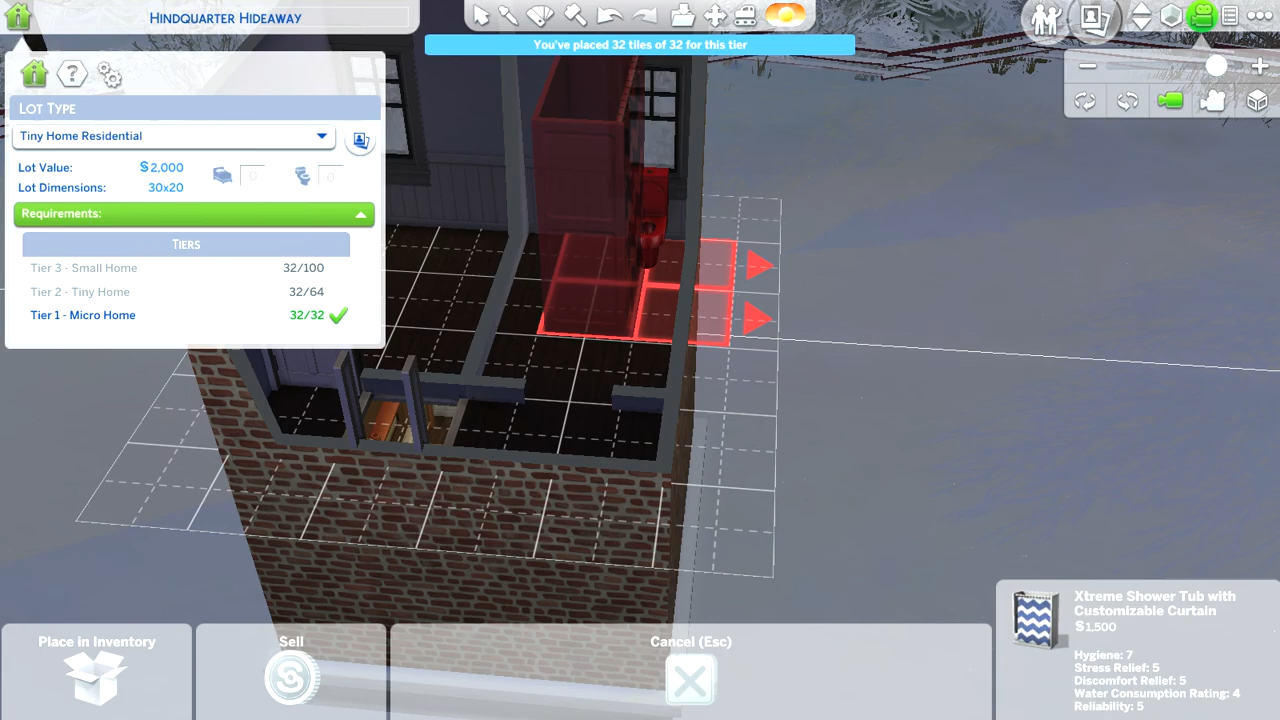 Hindquarter Hideaway
You've placed 32 tiles of 32 for this tier
Lot Type
Tiny Home Residential
Lot Value: $2,000
0
0
Lot Dimensions: 30x20
Requirements:
Tiers
Tier 3 - Small Home 32/100
Tier 2 - Tiny Home 32/64
Tier 1 - Micro Home 32/32
Place in Inventory
Sell
Cancel (Esc)
Xtreme Shower Tub with
Customizable Curtain
$1,500
Hygiene: 7
Stress Relief: 5
Discomfort Relief: 5
Water Consumption Rating: 4
Reliability: 5